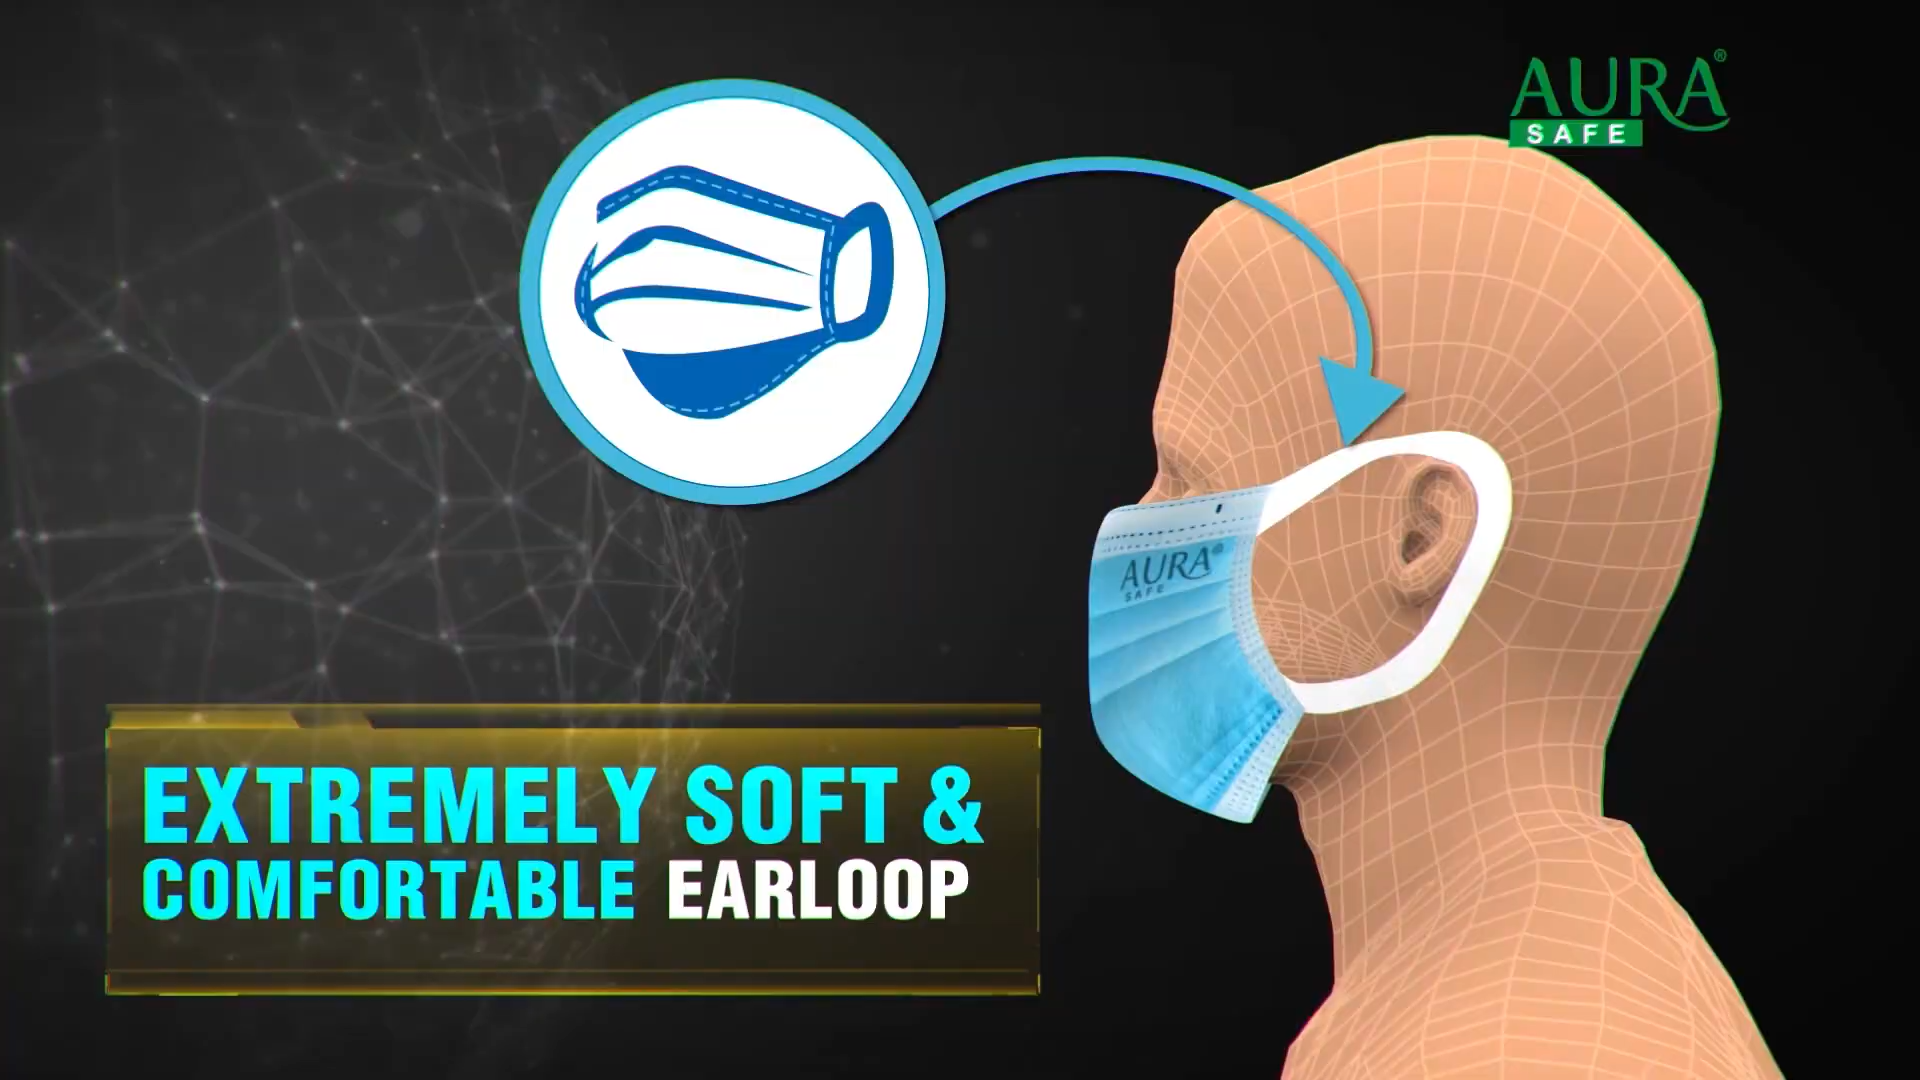 AURA®
SAFE
AURA®
SAFE
EXTREMELY SOFT &
COMFORTABLE EARLOOP